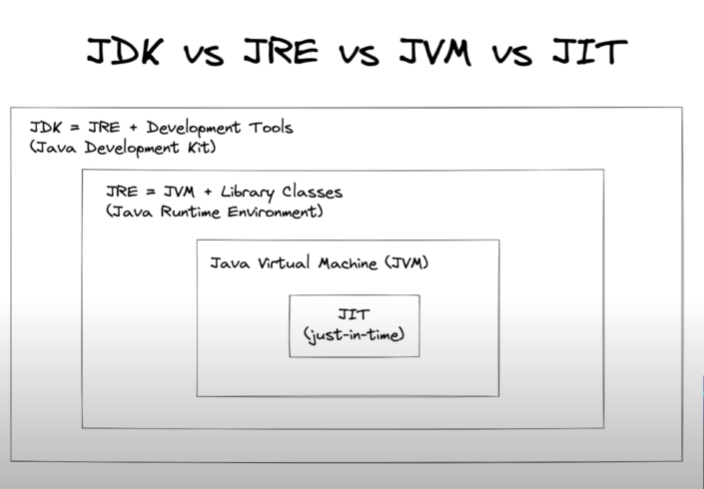 JDK vs JRE vs JVM vs JIT
JDK = JRE + Development Tools
(Java Development Kit)
JRE = JVM + Library Classes
(Java Runtime Environment)
Java Virtual Machine (JVM)
JIT
(just-in-time)